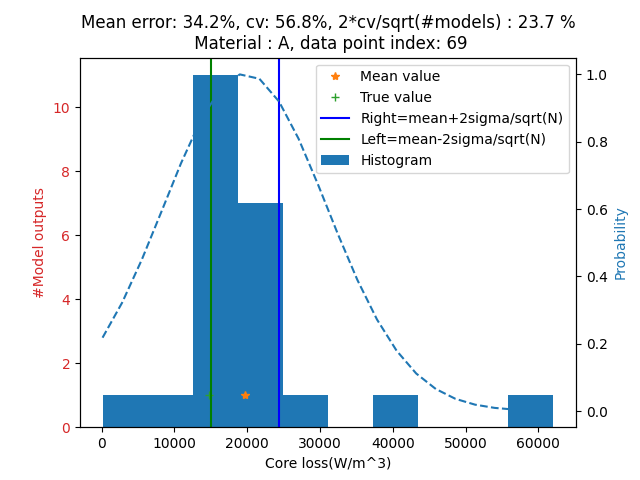 Mean error: 34.2%, cv: 56.8%, 2*cv/sqrt(#models) : 23.7 %
Material : A, data point index: 69
Mean value
True value
Right=mean+2sigma/sqrt(N)
Left=mean-2sigma/sqrt(N)
Histogram
10
8
6
4
2
0
#Model outputs
1.0
0.8
0.6
0.4
0.2
0.0
Probability
0 10000 20000 30000 40000 50000 60000
Core loss(W/m^3)